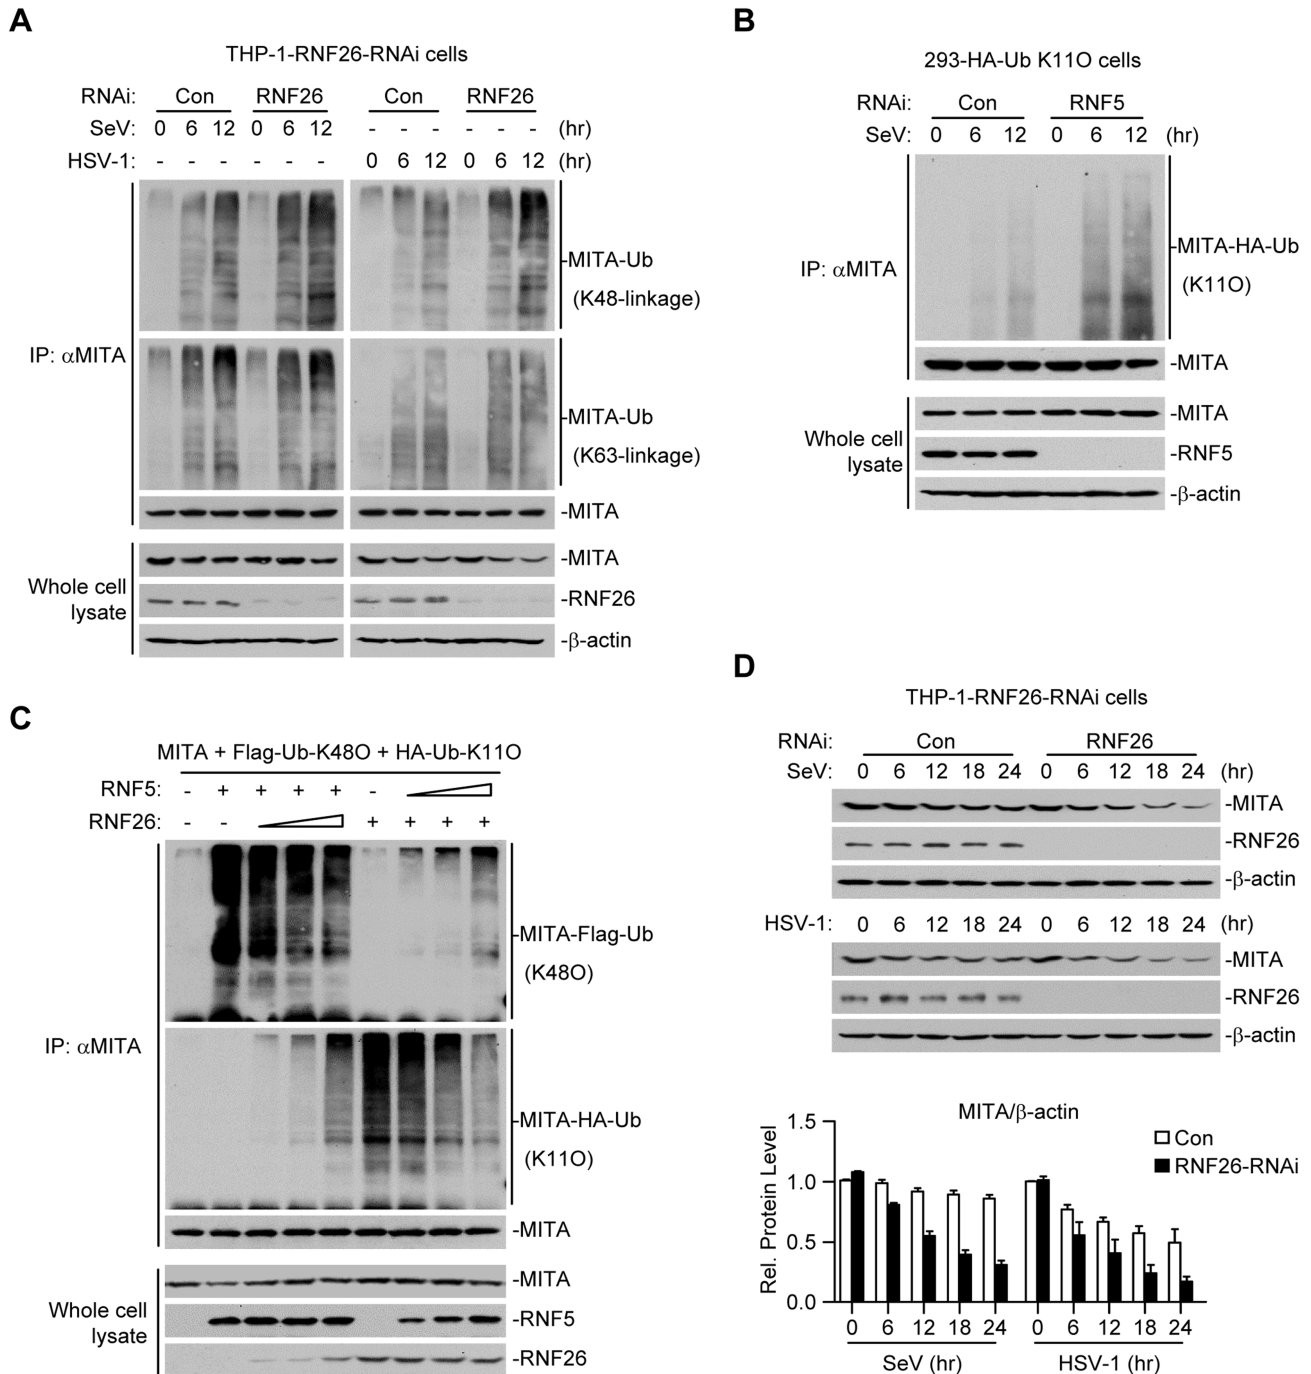 A
THP-1-RNF26-RNAi cells
RNAi: Con RNF26 Con RNF26
SeV: 0 6 12 0 6 12 - - - - - - (hr)
HSV-1: - - - - - - 0 6 12 0 6 12 (hr)
IP: αMITA
-MITA-Ub
(K48-linkage)
-MITA-Ub
(K63-linkage)
-MITA
Whole cell
lysate
-MITA
-RNF26
-β-actin
B
293-HA-Ub K11O cells
RNAi: Con RNF5
SeV: 0 6 12 0 6 12 (hr)
IP: αMITA
-MITA-HA-Ub
(K11O)
-MITA
Whole cell
lysate
-MITA
-RNF5
-β-actin
C
MITA + Flag-Ub-K48O + HA-Ub-K11O
RNF5: - + + + + -
RNF26: - - + + + +
IP: αMITA
-MITA-Flag-Ub
(K48O)
-MITA-HA-Ub
(K11O)
-MITA
Whole cell
lysate
-MITA
-RNF5
-RNF26
D
THP-1-RNF26-RNAi cells
RNAi: Con RNF26
SeV: 0 6 12 18 24 0 6 12 18 24 (hr)
-MITA
-RNF26
-β-actin
HSV-1: 0 6 12 18 24 0 6 12 18 24 (hr)
-MITA
-RNF26
-β-actin
MITA/β-actin
Rel. Protein Level
1.5
1.0
0.5
0.0
Con
RNF26-RNAi
0 6 12 18 24 0 6 12 18 24
SeV (hr) HSV-1 (hr)